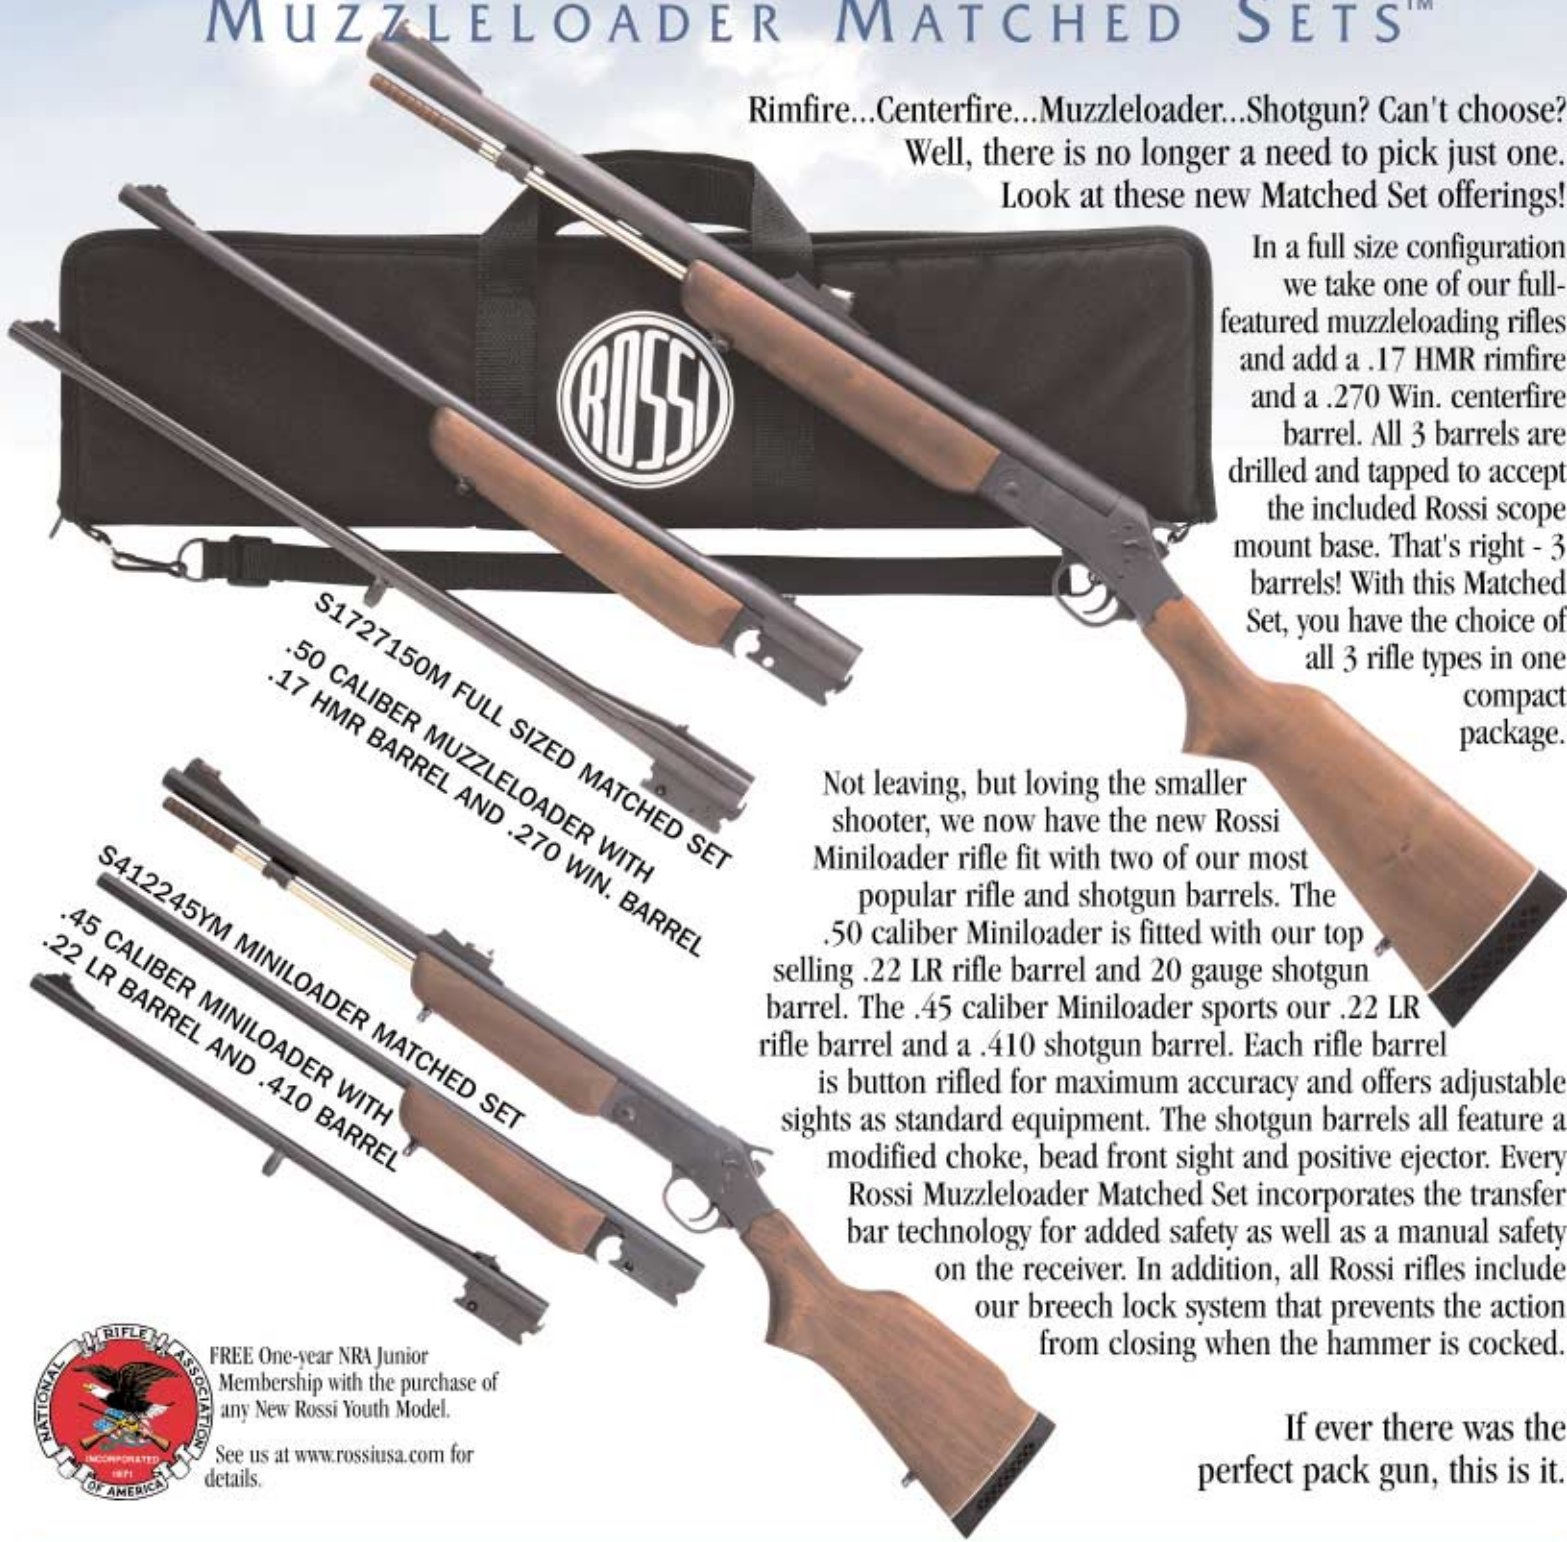 MUZZLELOADER MATCHED SETS™
Rimfire...Centerfire...Muzzleloader...Shotgun? Can't choose?
Well, there is no longer a need to pick just one.
Look at these new Matched Set offerings!
In a full size configuration
we take one of our full-
featured muzzleloading rifles
and add a .17 HMR rimfire
and a .270 Win. centerfire
barrel. All 3 barrels are
drilled and tapped to accept
the included Rossi scope
mount base. That's right - 3
barrels! With this Matched
Set, you have the choice of
all 3 rifle types in one
compact
package.
ROSSI
S1727150M FULL SIZED MATCHED SET
.50 CALIBER MUZZLELOADER WITH
.17 HMR BARREL AND .270 WIN. BARREL
Not leaving, but loving the smaller
shooter, we now have the new Rossi
Miniloader rifle fit with two of our most
popular rifle and shotgun barrels. The
.50 caliber Miniloader is fitted with our top
selling .22 LR rifle barrel and 20 gauge shotgun
barrel. The .45 caliber Miniloader sports our .22 LR
rifle barrel and a .410 shotgun barrel. Each rifle barrel
is button rifled for maximum accuracy and offers adjustable
sights as standard equipment. The shotgun barrels all feature a
modified choke, bead front sight and positive ejector. Every
Rossi Muzzleloader Matched Set incorporates the transfer
bar technology for added safety as well as a manual safety
on the receiver. In addition, all Rossi rifles include
our breech lock system that prevents the action
from closing when the hammer is cocked.
S412245YM MINILOADER MATCHED SET
.45 CALIBER MINILOADER WITH
.22 LR BARREL AND .410 BARREL
NATIONAL RIFLE ASSOCIATION
OF AMERICA
INCORPORATED
1871
FREE One-year NRA Junior
Membership with the purchase of
any New Rossi Youth Model.
See us at www.rossiusa.com for
details.
If ever there was the
perfect pack gun, this is it.